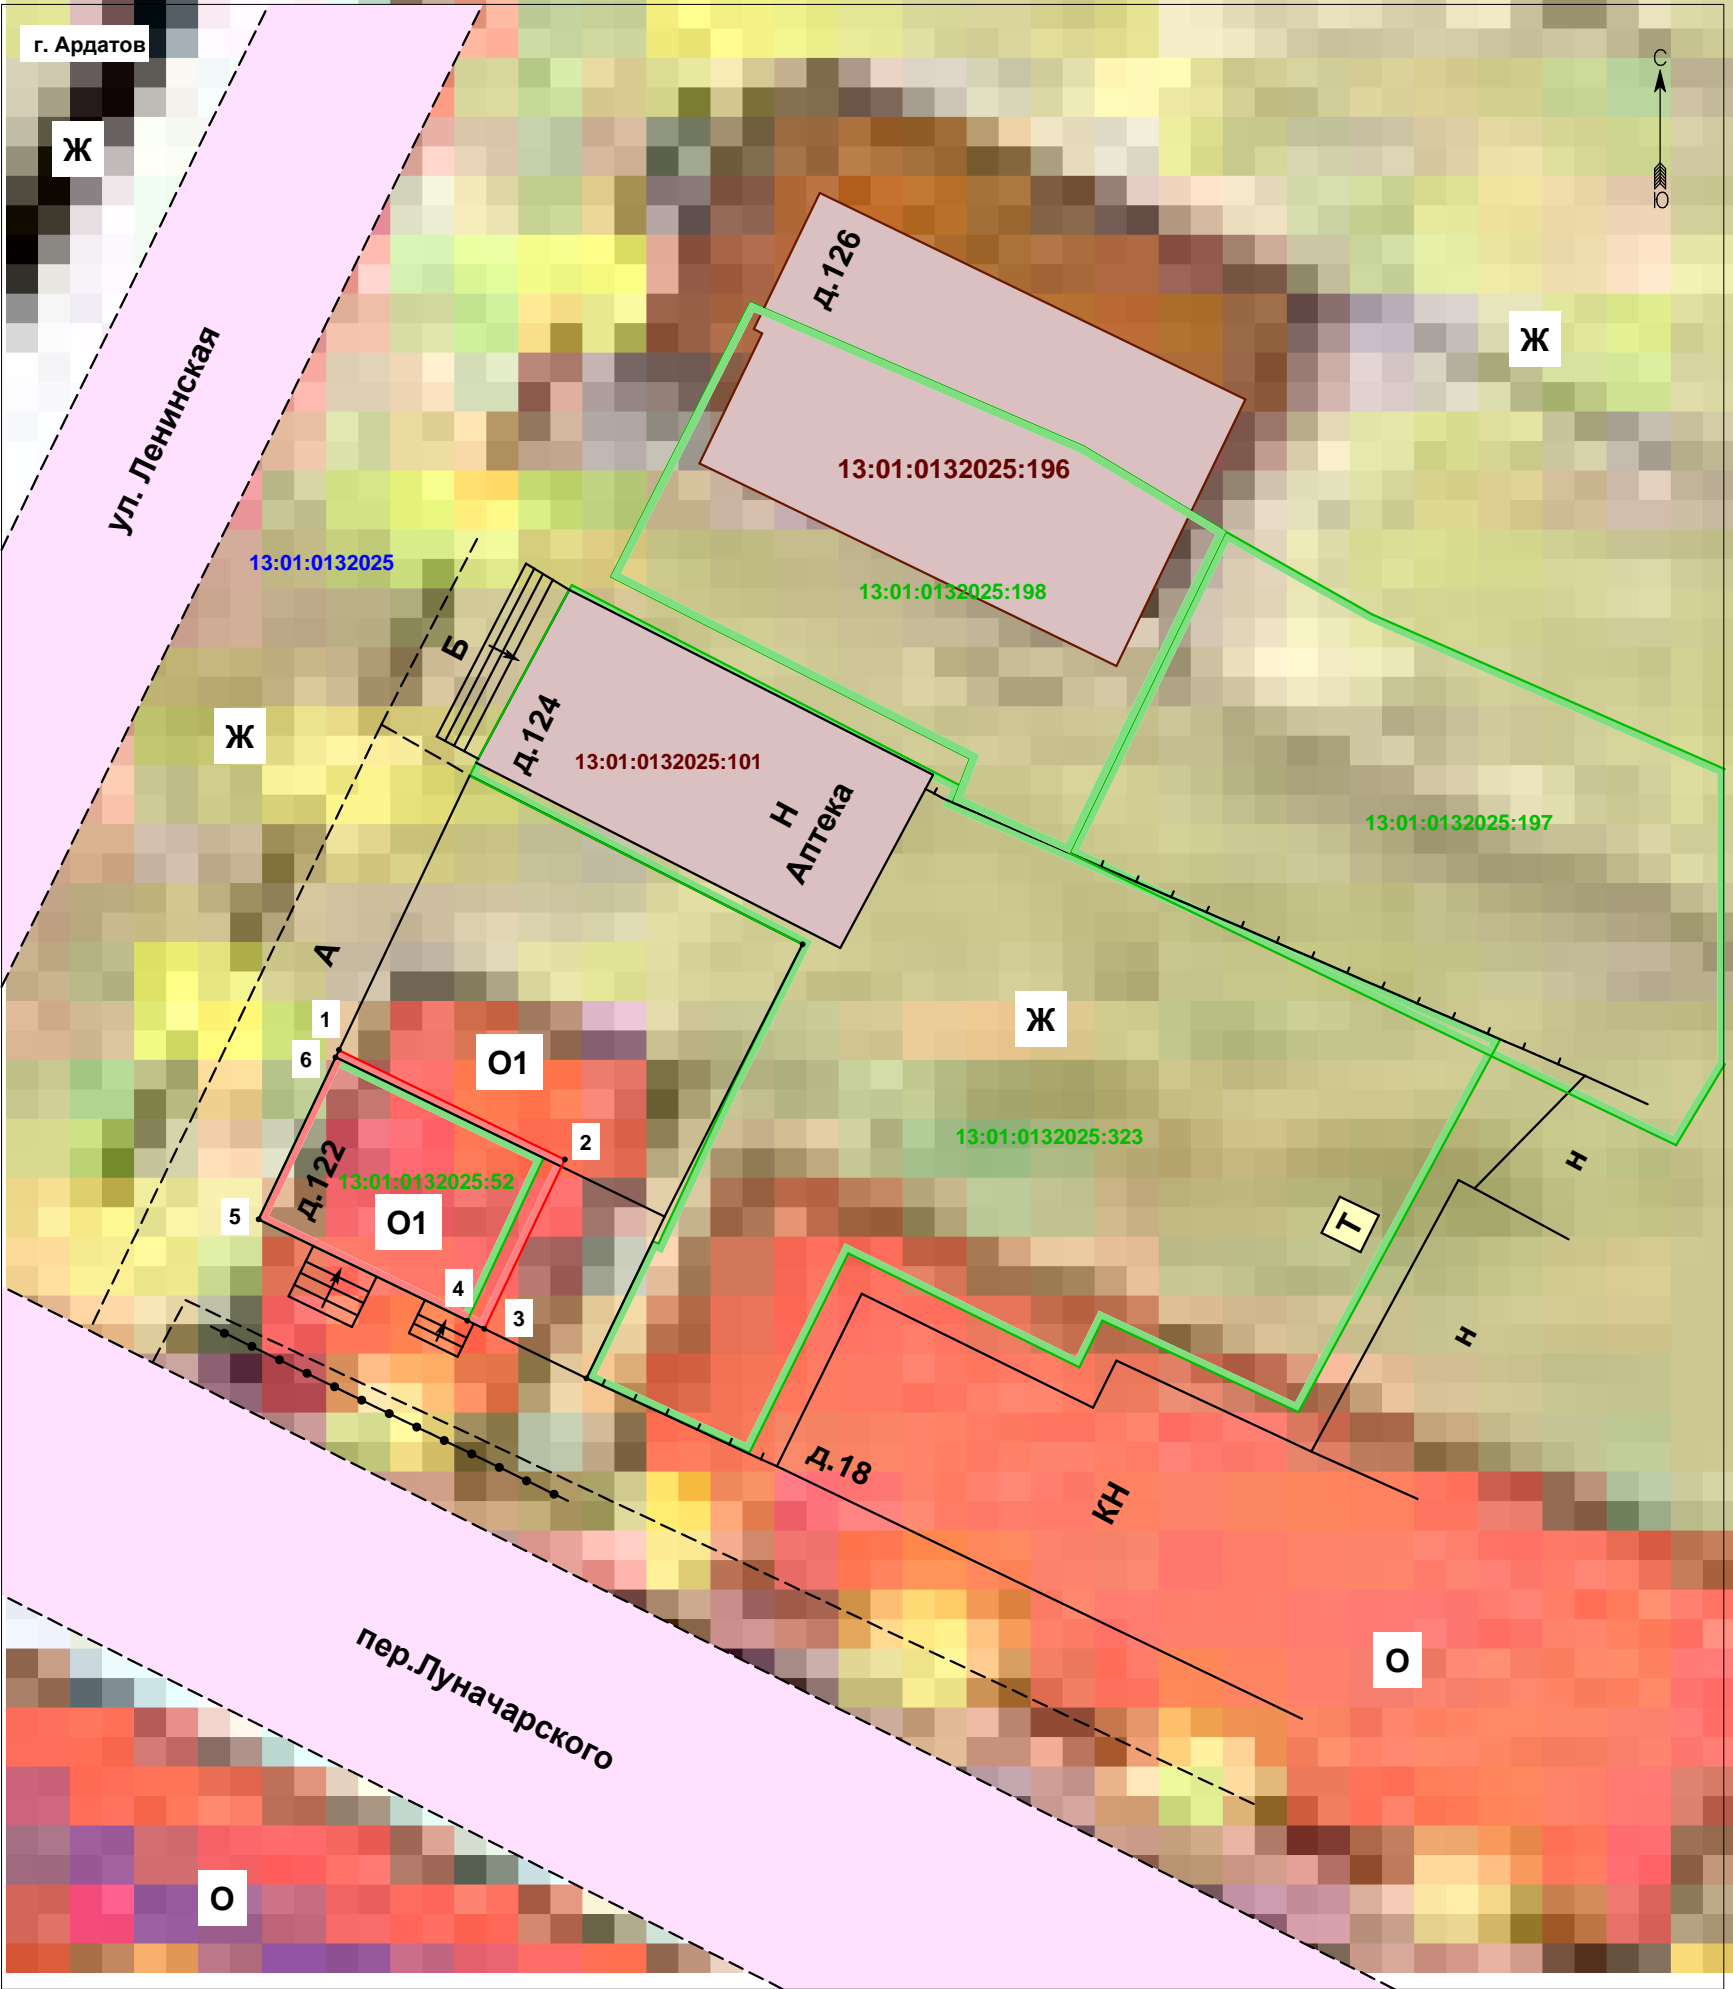 г. Ардатов
С
Ю
Ж
д.126
Ж
ул. Ленинская
13:01:0132025:196
13:01:0132025
13:01:0132025:198
Б
д.124
Ж
13:01:0132025:101
Н
Аптека
13:01:0132025:197
А
1
О1
Ж
6
2
13:01:0132025:323
д.122
13:01:0132025:52
н
5
О1
Т
4
3
н
д.18
КН
О
пер.Луначарского
О